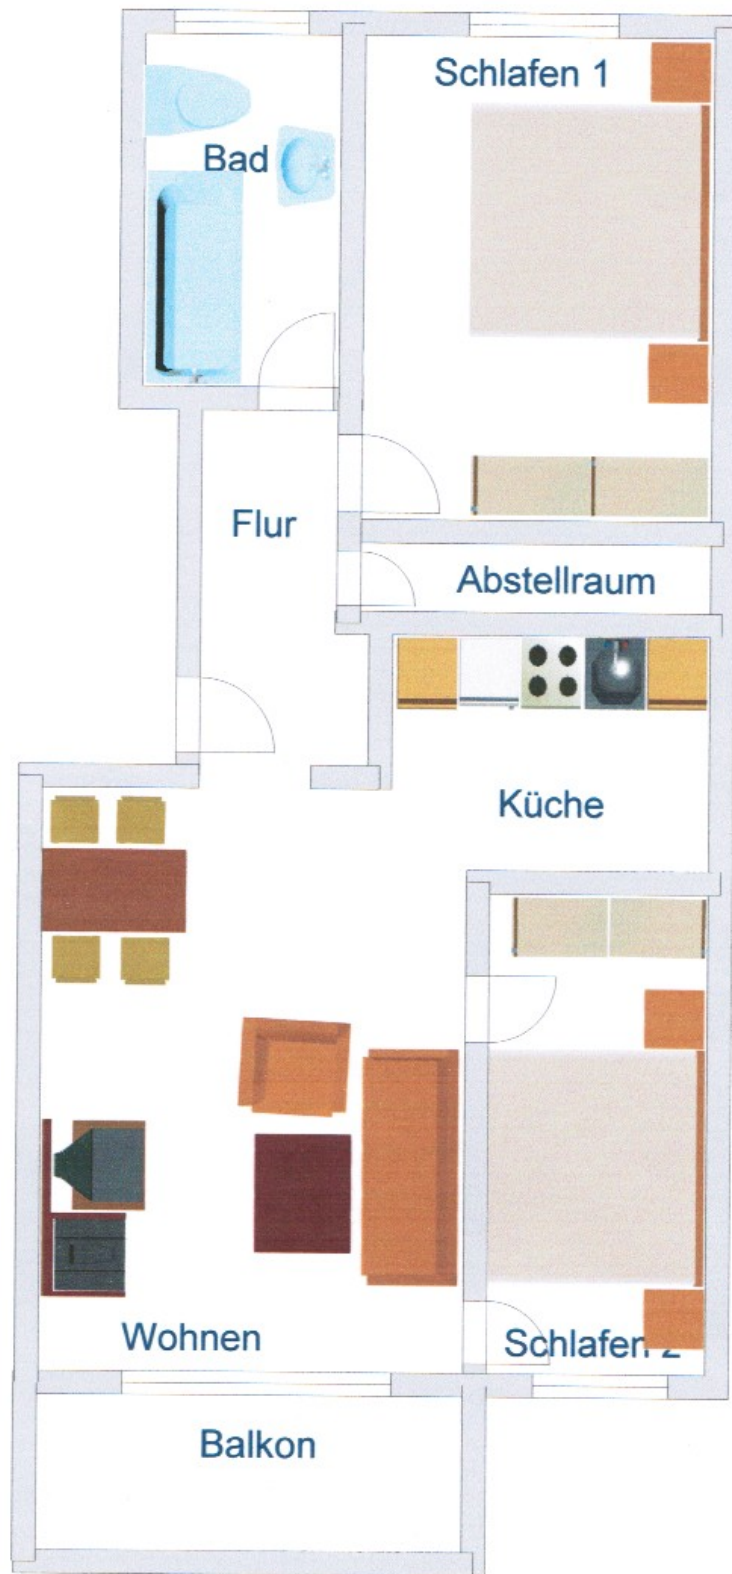 Schlafen 1
Bad
Flur
Abstellraum
Küche
Wohnen
Schlafen 2
Balkon